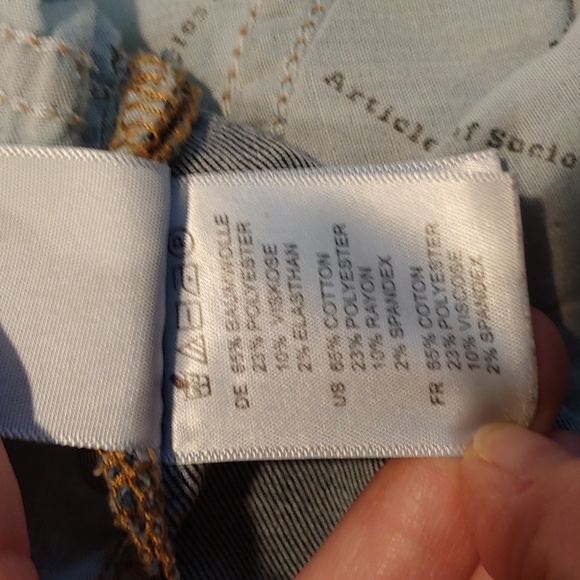 Article of Socie
DE 65% BAUMWOLLE
23% POLYESTER
10% VISKOSE
2% ELASTHAN
US 65% COTTON
23% POLYESTER
10% RAYON
2% SPANDEX
FR 65% COTON
23% POLYESTER
10% VISCOSE
2% SPANDEX